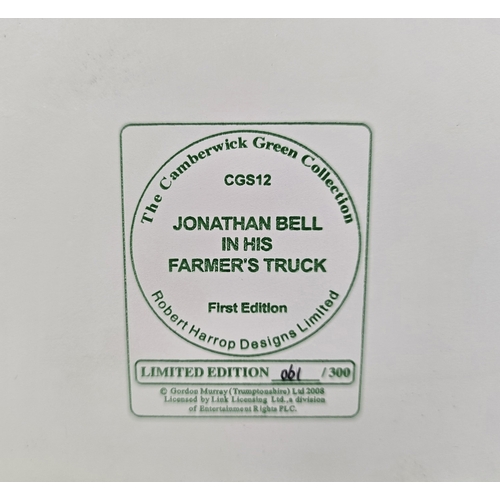 The Camberwick Green Collection
CGS12
JONATHAN BELL
IN HIS
FARMER'S TRUCK
First Edition
Robert Harrop Designs Limited
LIMITED EDITION 061 /300
© Gordon Murray (Trumptonshire) Ltd 2008
Licensed by Link Licensing Ltd., a division
of Entertainment Rights PLC.